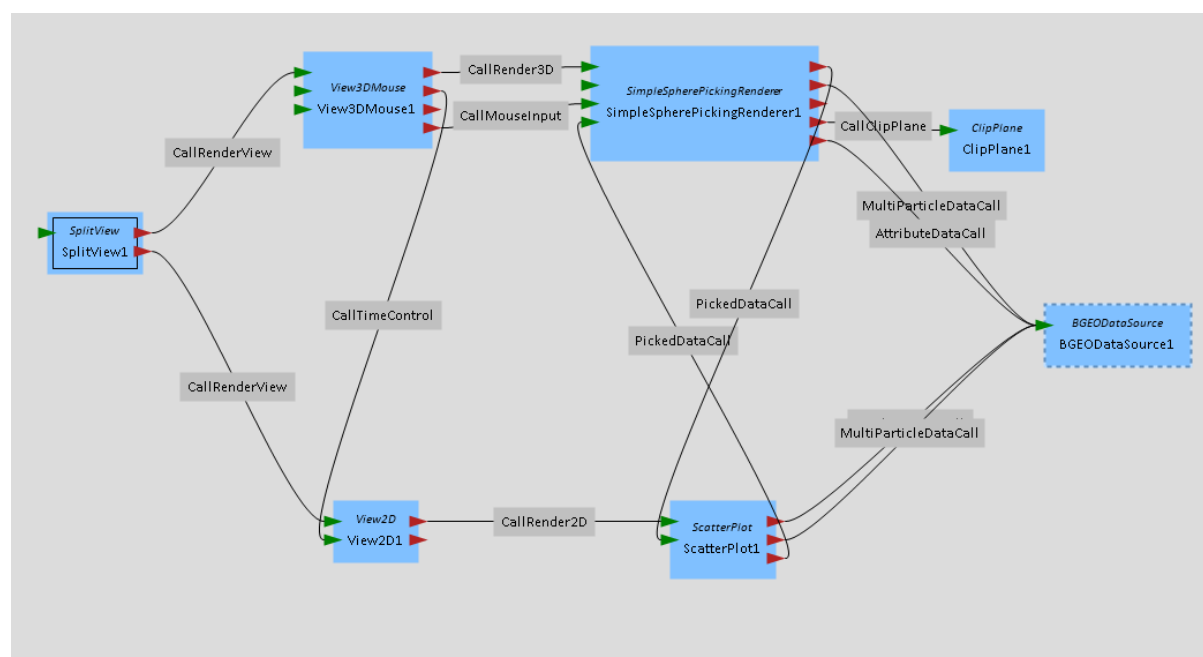 View3DMouse
View3DMouse1
CallRender3D
CallMouseInput
SimpleSpherePickingRenderer
SimpleSpherePickingRenderer1
CallClipPlane
ClipPlane
ClipPlane1
CallRenderView
MultiParticleDataCall
AttributeDataCall
SplitView
SplitView1
CallTimeControl
PickedDataCall
PickedDataCall
BGEODataSource
BGEODataSource1
CallRenderView
MultiParticleDataCall
View2D
View2D1
CallRender2D
ScatterPlot
ScatterPlot1